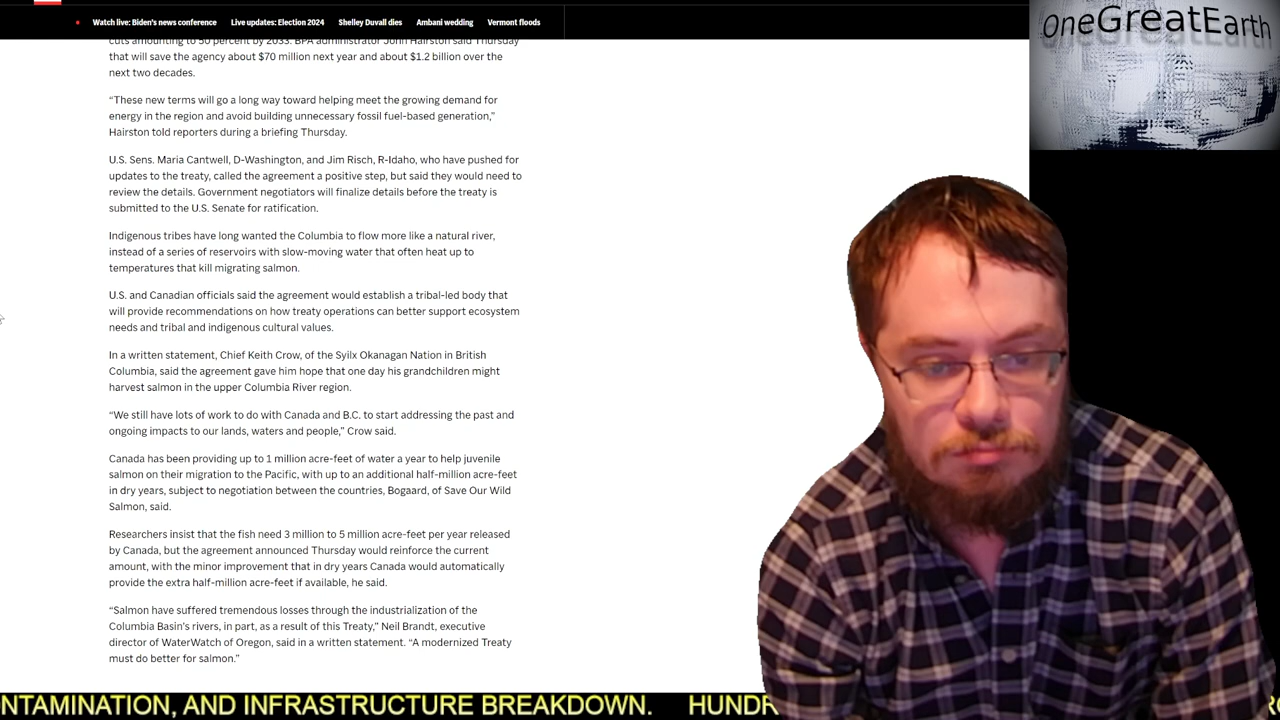 Watch live: Biden's news conference Live updates: Election 2024 Shelley Duvall dies Ambani wedding Vermont floods
OneGreatEarth
cuts amounting to 50 percent by 2033. BPA administrator John Hairston said Thursday
that will save the agency about $70 million next year and about $1.2 billion over the
next two decades.
“These new terms will go a long way toward helping meet the growing demand for
energy in the region and avoid building unnecessary fossil fuel-based generation,”
Hairston told reporters during a briefing Thursday.
U.S. Sens. Maria Cantwell, D-Washington, and Jim Risch, R-Idaho, who have pushed for
updates to the treaty, called the agreement a positive step, but said they would need to
review the details. Government negotiators will finalize details before the treaty is
submitted to the U.S. Senate for ratification.
Indigenous tribes have long wanted the Columbia to flow more like a natural river,
instead of a series of reservoirs with slow-moving water that often heat up to
temperatures that kill migrating salmon.
U.S. and Canadian officials said the agreement would establish a tribal-led body that
will provide recommendations on how treaty operations can better support ecosystem
needs and tribal and indigenous cultural values.
In a written statement, Chief Keith Crow, of the Syilx Okanagan Nation in British
Columbia, said the agreement gave him hope that one day his grandchildren might
harvest salmon in the upper Columbia River region.
“We still have lots of work to do with Canada and B.C. to start addressing the past and
ongoing impacts to our lands, waters and people,” Crow said.
Canada has been providing up to 1 million acre-feet of water a year to help juvenile
salmon on their migration to the Pacific, with up to an additional half-million acre-feet
in dry years, subject to negotiation between the countries, Bogaard, of Save Our Wild
Salmon, said.
Researchers insist that the fish need 3 million to 5 million acre-feet per year released
by Canada, but the agreement announced Thursday would reinforce the current
amount, with the minor improvement that in dry years Canada would automatically
provide the extra half-million acre-feet if available, he said.
“Salmon have suffered tremendous losses through the industrialization of the
Columbia Basin's rivers, in part, as a result of this Treaty,” Neil Brandt, executive
director of WaterWatch of Oregon, said in a written statement. “A modernized Treaty
must do better for salmon.”
NTAMINATION, AND INFRASTRUCTURE BREAKDOWN. HUNDR